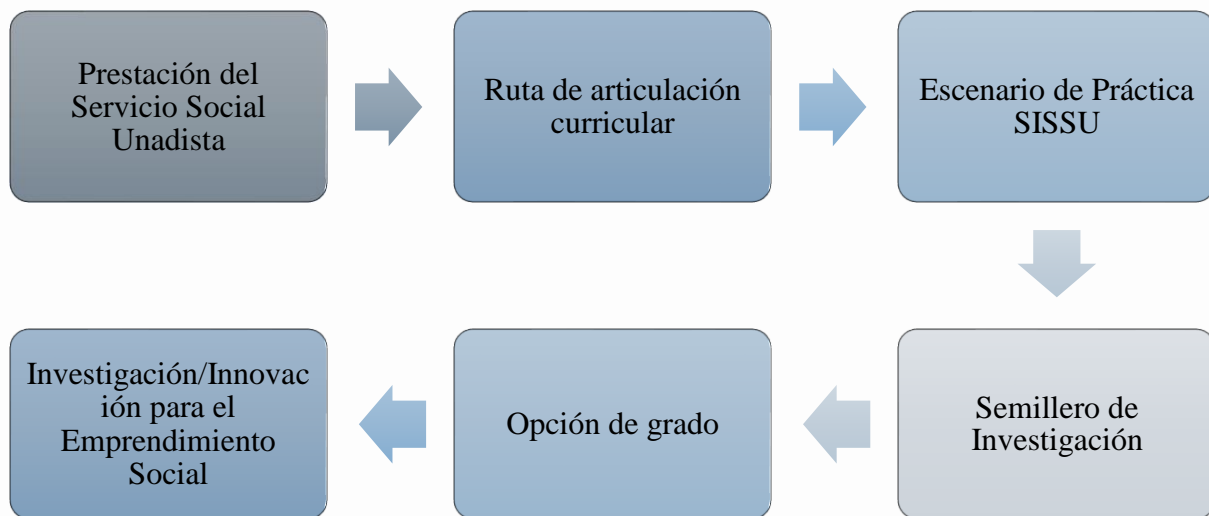 Prestación del
Servicio Social
Unadista
Ruta de articulación
curricular
Escenario de Práctica
SISSU
Semillero de
Investigación
Opción de grado
Investigación/Innovac
ión para el
Emprendimiento
Social